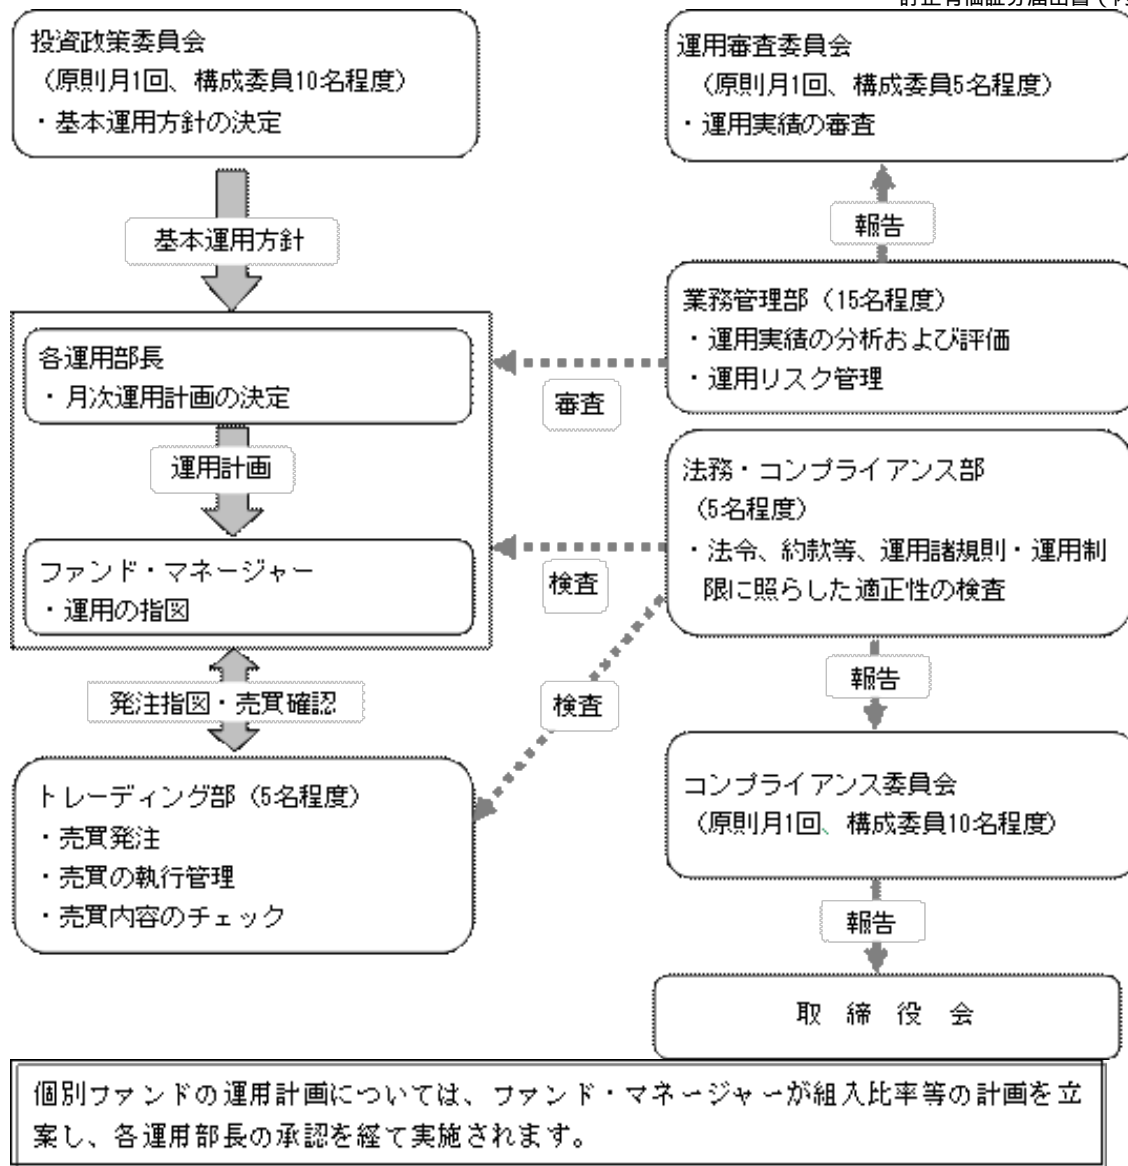 訂正有価証券届出書（内
投資政策委員会
（原則月1回、構成委員10名程度）
・基本運用方針の決定
基本運用方針
各運用部長
・月次運用計画の決定
運用計画
ファンド・マネージャー
・運用の指図
発注指図・売買確認
トレーディング部（5名程度）
・売買発注
・売買の執行管理
・売買内容のチェック
運用審査委員会
（原則月1回、構成委員5名程度）
・運用実績の審査
報告
業務管理部（15名程度）
・運用実績の分析および評価
・運用リスク管理
審査
法務・コンプライアンス部
（5名程度）
・法令、約款等、運用諸規則・運用制
限に照らした適正性の検査
検査
検査
報告
コンプライアンス委員会
（原則月1回、構成委員10名程度）
報告
取　締　役　会
個別ファンドの運用計画については、ファンド・マネージャーが組入比率等の計画を立
案し、各運用部長の承認を経て実施されます。